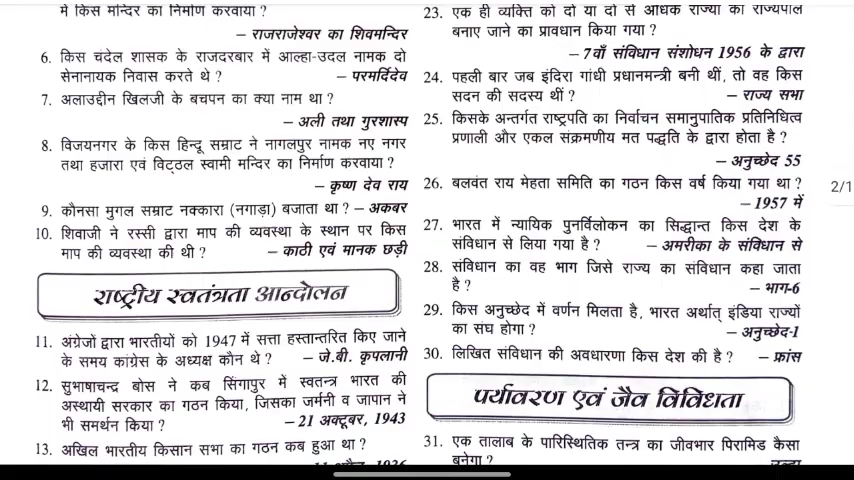 में किस मन्दिर का निर्माण करवाया ?
– राजराजेश्वर का शिवमन्दिर
6. किस चंदेल शासक के राजदरबार में आल्हा-उदल नामक दो
सेनानायक निवास करते थे ? – परमर्दिदेव
7. अलाउद्दीन खिलजी के बचपन का क्या नाम था ?
– अली तथा गुरशास्प
8. विजयनगर के किस हिन्दू सम्राट ने नागलपुर नामक नए नगर
तथा हजारा एवं विट्ठल स्वामी मन्दिर का निर्माण करवाया ?
– कृष्ण देव राय
9. कौनसा मुगल सम्राट नक्कारा (नगाड़ा) बजाता था ? – अकबर
10. शिवाजी ने रस्सी द्वारा माप की व्यवस्था के स्थान पर किस
माप की व्यवस्था की थी ? – काठी एवं मानक छड़ी
राष्ट्रीय स्वतंत्रता आन्दोलन
11. अंग्रेजों द्वारा भारतीयों को 1947 में सत्ता हस्तान्तरित किए जाने
के समय कांग्रेस के अध्यक्ष कौन थे ? – जे.बी. कृपलानी
12. सुभाषचन्द्र बोस ने कब सिंगापुर में स्वतन्त्र भारत की
अस्थायी सरकार का गठन किया, जिसका जर्मनी व जापान ने
भी समर्थन किया ? – 21 अक्टूबर, 1943
13. अखिल भारतीय किसान सभा का गठन कब हुआ था ?
11 अप्रैल, 1936
23. एक ही व्यक्ति को दो या दो से अधिक राज्यों का राज्यपाल
बनाए जाने का प्रावधान किया गया ?
– 7वाँ संविधान संशोधन 1956 के द्वारा
24. पहली बार जब इंदिरा गांधी प्रधानमन्त्री बनी थीं, तो वह किस
सदन की सदस्य थीं ? – राज्य सभा
25. किसके अन्तर्गत राष्ट्रपति का निर्वाचन समानुपातिक प्रतिनिधित्व
प्रणाली और एकल संक्रमणीय मत पद्धति के द्वारा होता है ?
– अनुच्छेद 55
26. बलवंत राय मेहता समिति का गठन किस वर्ष किया गया था ?
– 1957 में
27. भारत में न्यायिक पुनर्विलोकन का सिद्धान्त किस देश के
संविधान से लिया गया है ? – अमरीका के संविधान से
28. संविधान का वह भाग जिसे राज्य का संविधान कहा जाता
है ? – भाग-6
29. किस अनुच्छेद में वर्णन मिलता है, भारत अर्थात् इंडिया राज्यों
का संघ होगा ? – अनुच्छेद-1
30. लिखित संविधान की अवधारणा किस देश की है ? – फ्रांस
पर्यावरण एवं जैव विविधता
31. एक तालाब के पारिस्थितिक तन्त्र का जीवभार पिरामिड कैसा
बनेगा ? उल्टा
2/1